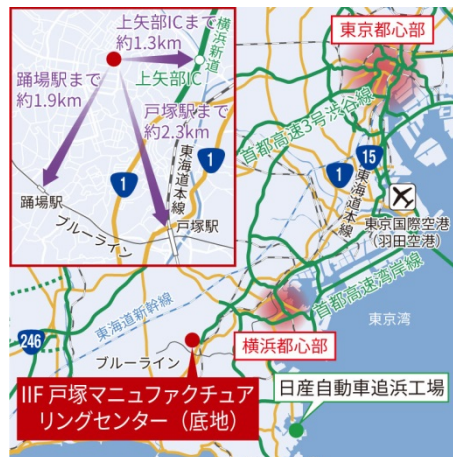 上矢部ICまで
約1.3km
横浜新道
上矢部IC
踊場駅まで
約1.9km
戸塚駅まで
約2.3km
東海道本線
1
1
踊場駅
ブルーライン
戸塚駅
東京都心部
首都高速3号渋谷線
15
1
東海道本線
東京国際空港
(羽田空港)
首都高速湾岸線
東京湾
東海道新幹線
246
ブルーライン
横浜都心部
IIF 戸塚マニュファクチュア
リングセンター（底地）
日産自動車追浜工場